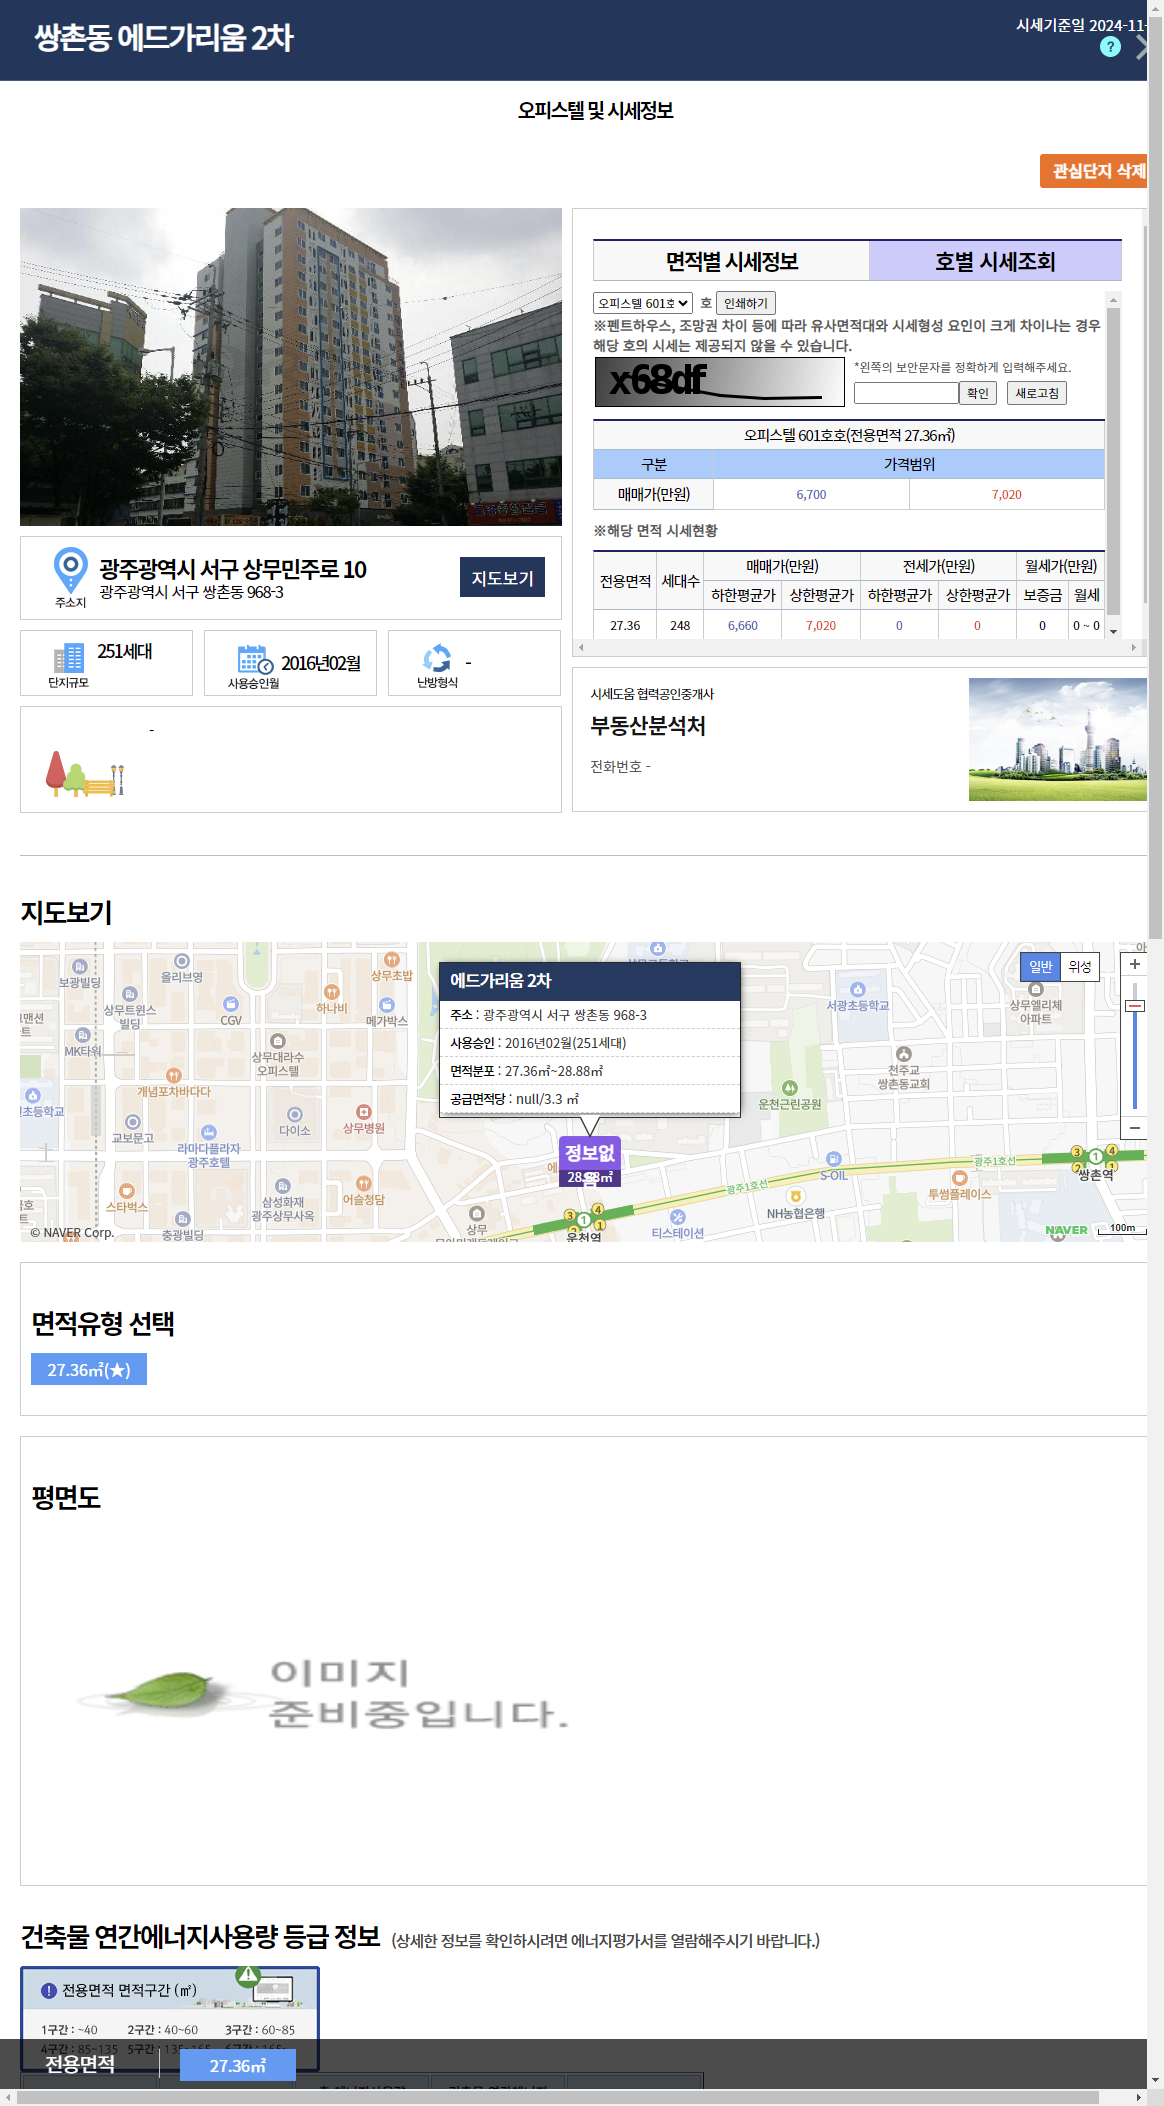 쌍촌동 에드가리움 2차
시세기준일 2024-11-
?
오피스텔 및 시세정보
관심단지 삭제
면적별 시세정보 호별 시세조회
오피스텔 601호 호 인쇄하기
※펜트하우스, 조망권 차이 등에 따라 유사면적대와 시세형성 요인이 크게 차이나는 경우
해당 호의 시세는 제공되지 않을 수 있습니다.
x68df
*왼쪽의 보안문자를 정확하게 입력해주세요.
확인 새로고침
오피스텔 601호호(전용면적 27.36㎡)
구분 가격범위
매매가(만원) 6,700 7,020
※해당 면적 시세현황
전용면적 세대수 매매가(만원) 전세가(만원) 월세가(만원)
하한평균가 상한평균가 하한평균가 상한평균가 보증금 월세
27.36 248 6,660 7,020 0 0 0 0 ~ 0
주소지
광주광역시 서구 상무민주로 10
광주광역시 서구 쌍촌동 968-3
지도보기
251세대
단지규모
2016년02월
사용승인월
-
난방형식
-
시세도움 협력공인중개사
부동산분석처
전화번호 -
지도보기
에드가리움 2차
주소 : 광주광역시 서구 쌍촌동 968-3
사용승인 : 2016년02월(251세대)
면적분포 : 27.36㎡~28.88㎡
공급면적당 : null/3.3 ㎡
정보없
일반 위성
보광빌딩
올리브영
상무초밥
상무트윈스
빌딩
CGV
하나비
메가박스
MK타워
상무대라수
오피스텔
개념포차바다다
초등학교
교보문고
다이소
상무병원
라마다플라자
광주호텔
스타벅스
삼성화재
광주상무사옥
어슬청담
충광빌딩
상무
서광초등학교
상무엘리체
아파트
천주교
쌍촌동교회
운천근린공원
S-OIL
광주1호선
광주1호선
쌍촌역
투썸플레이스
NH농협은행
티스테이션
운천역
© NAVER Corp.
NAVER
100m
면적유형 선택
27.36㎡(★)
평면도
이미지
준비중입니다.
건축물 연간에너지사용량 등급 정보 (상세한 정보를 확인하시려면 에너지평가서를 열람해주시기 바랍니다.)
전용면적 면적구간 (㎡)
1구간 : ~40 2구간 : 40~60 3구간 : 60~85
4구간 : 85~135 5구간 : 135~165
전용면적 27.36㎡